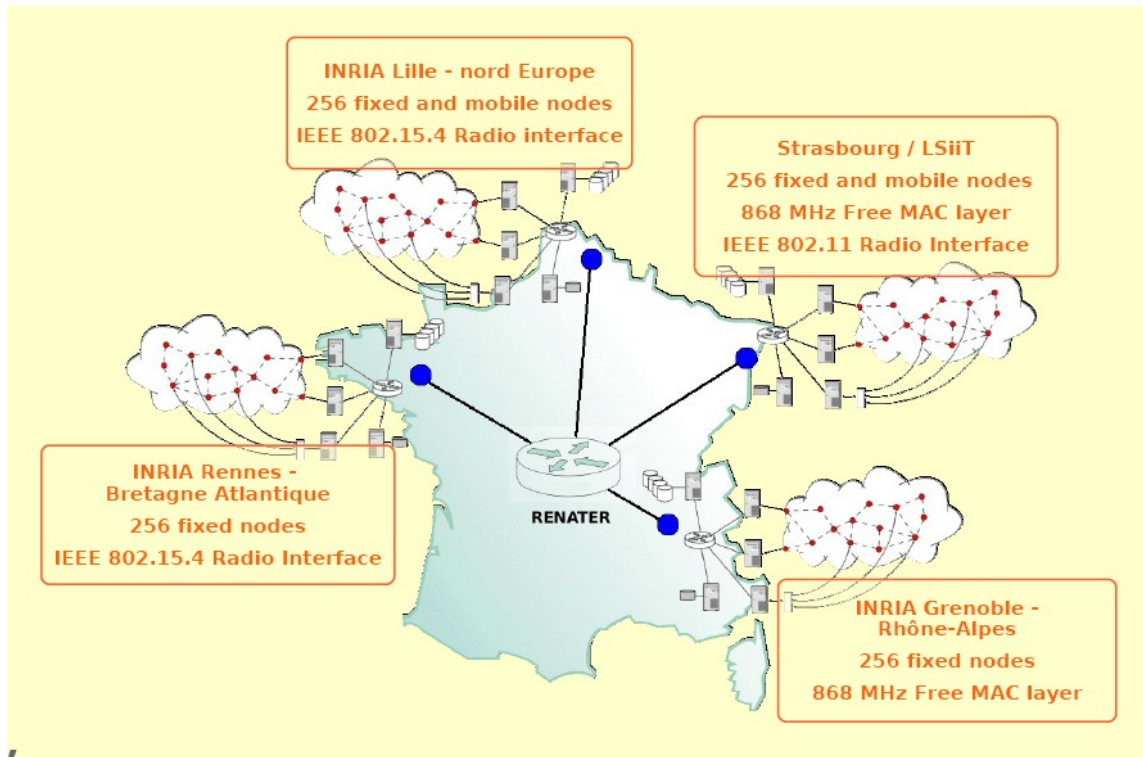 INRIA Lille - nord Europe
256 fixed and mobile nodes
IEEE 802.15.4 Radio interface
Strasbourg / LSiiT
256 fixed and mobile nodes
868 MHz Free MAC layer
IEEE 802.11 Radio Interface
INRIA Rennes -
Bretagne Atlantique
256 fixed nodes
IEEE 802.15.4 Radio Interface
RENATER
INRIA Grenoble -
Rhône-Alpes
256 fixed nodes
868 MHz Free MAC layer